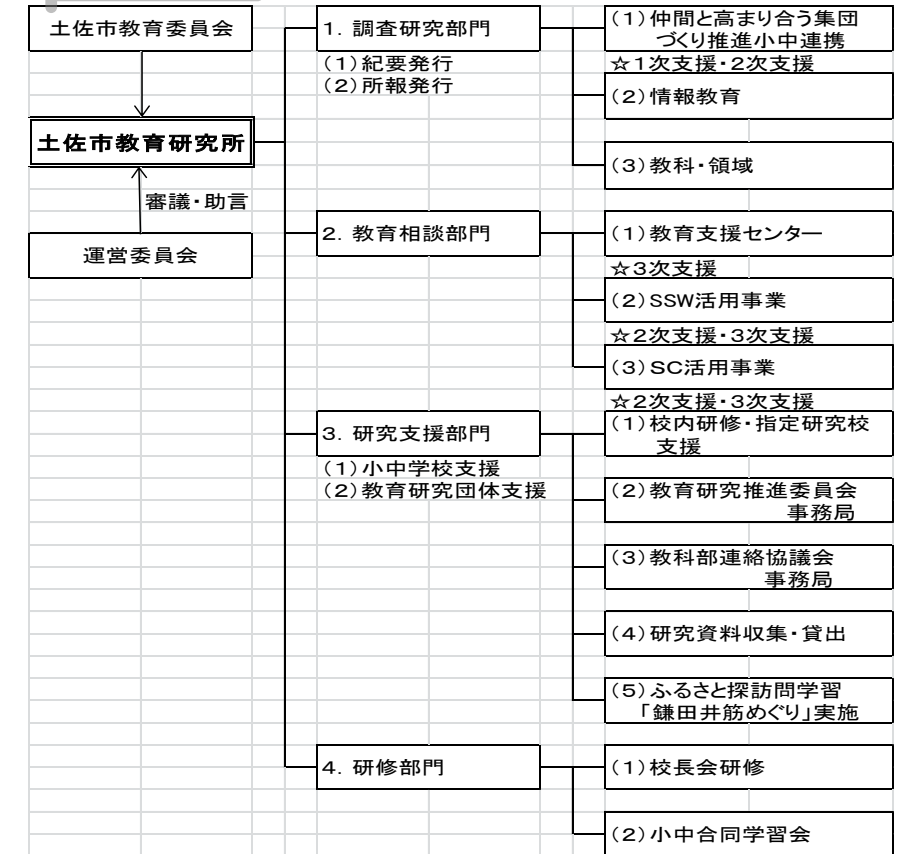 土佐市教育委員会
土佐市教育研究所
審議・助言
運営委員会
1．調査研究部門
（1）紀要発行
（2）所報発行
（1）仲間と高まり合う集団
づくり推進小中連携
☆1次支援・2次支援
（2）情報教育
（3）教科・領域
2．教育相談部門
（1）教育支援センター
☆3次支援
（2）SSW活用事業
☆2次支援・3次支援
（3）SC活用事業
☆2次支援・3次支援
3．研究支援部門
（1）小中学校支援
（2）教育研究団体支援
（1）校内研修・指定研究校
支援
（2）教育研究推進委員会
事務局
（3）教科部連絡協議会
事務局
（4）研究資料収集・貸出
（5）ふるさと探訪問学習
「鎌田井筋めぐり」実施
4．研修部門
（1）校長会研修
（2）小中合同学習会